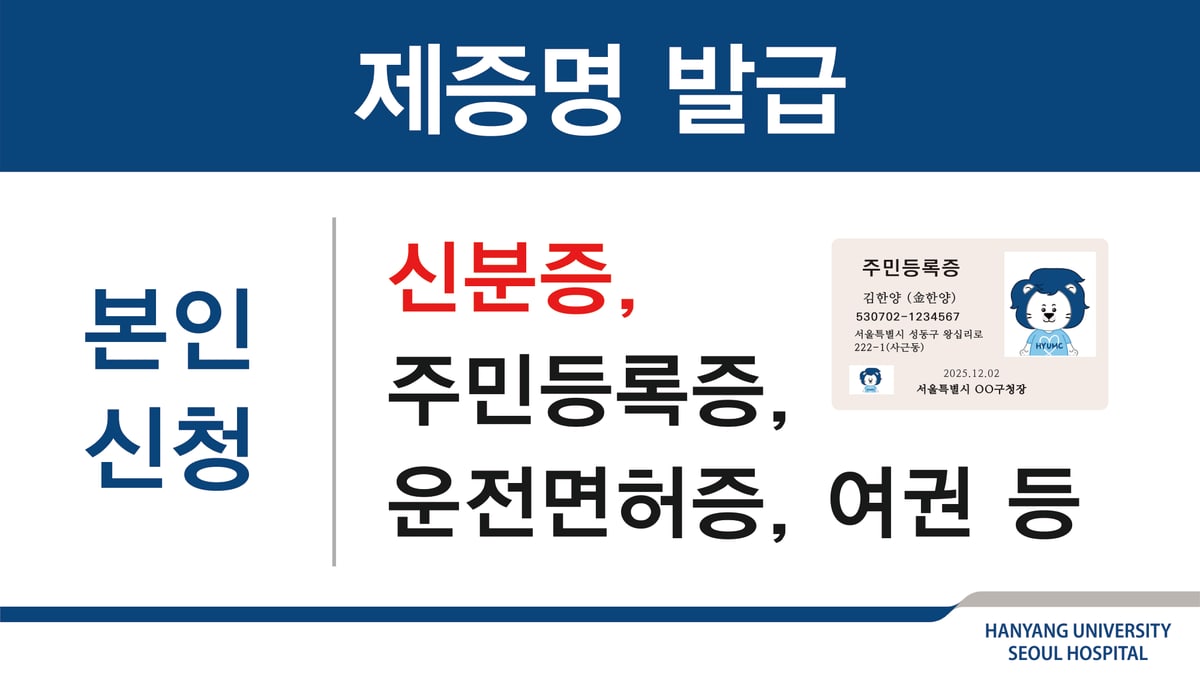 제증명 발급
본인
신청
신분증,
주민등록증,
운전면허증, 여권 등
주민등록증
김한양 (金한양)
530702-1234567
서울특별시 성동구 왕십리로
222-1(사근동)
2025.12.02
서울특별시 OO구청장
HYUMC
HANYANG UNIVERSITY
SEOUL HOSPITAL